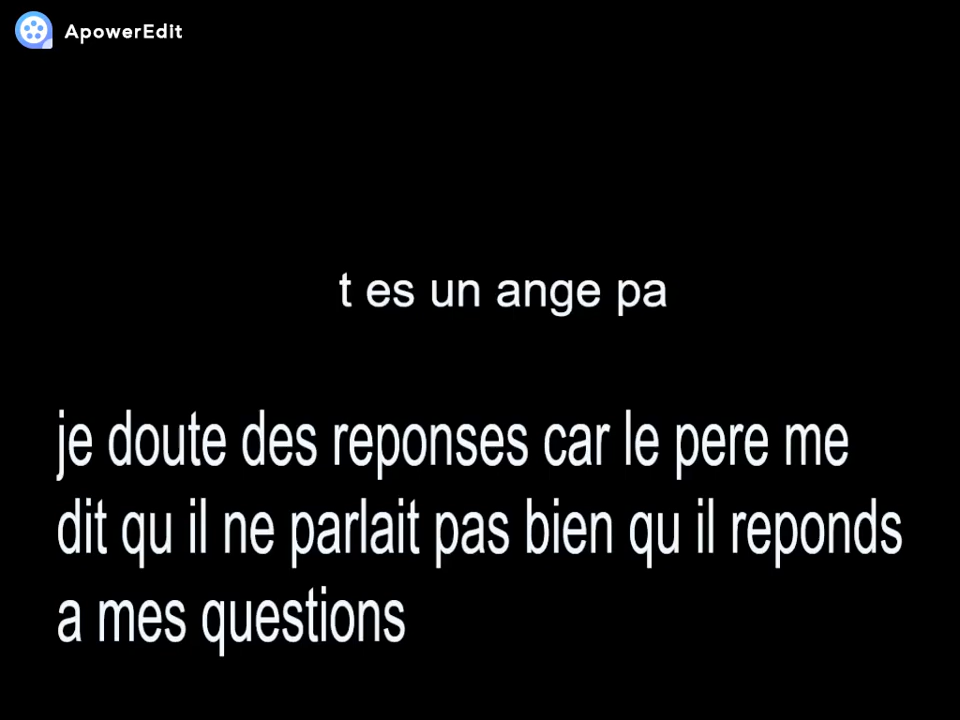 ApowerEdit
t es un ange pa
je doute des reponses car le pere me
dit qu il ne parlait pas bien qu il reponds
a mes questions